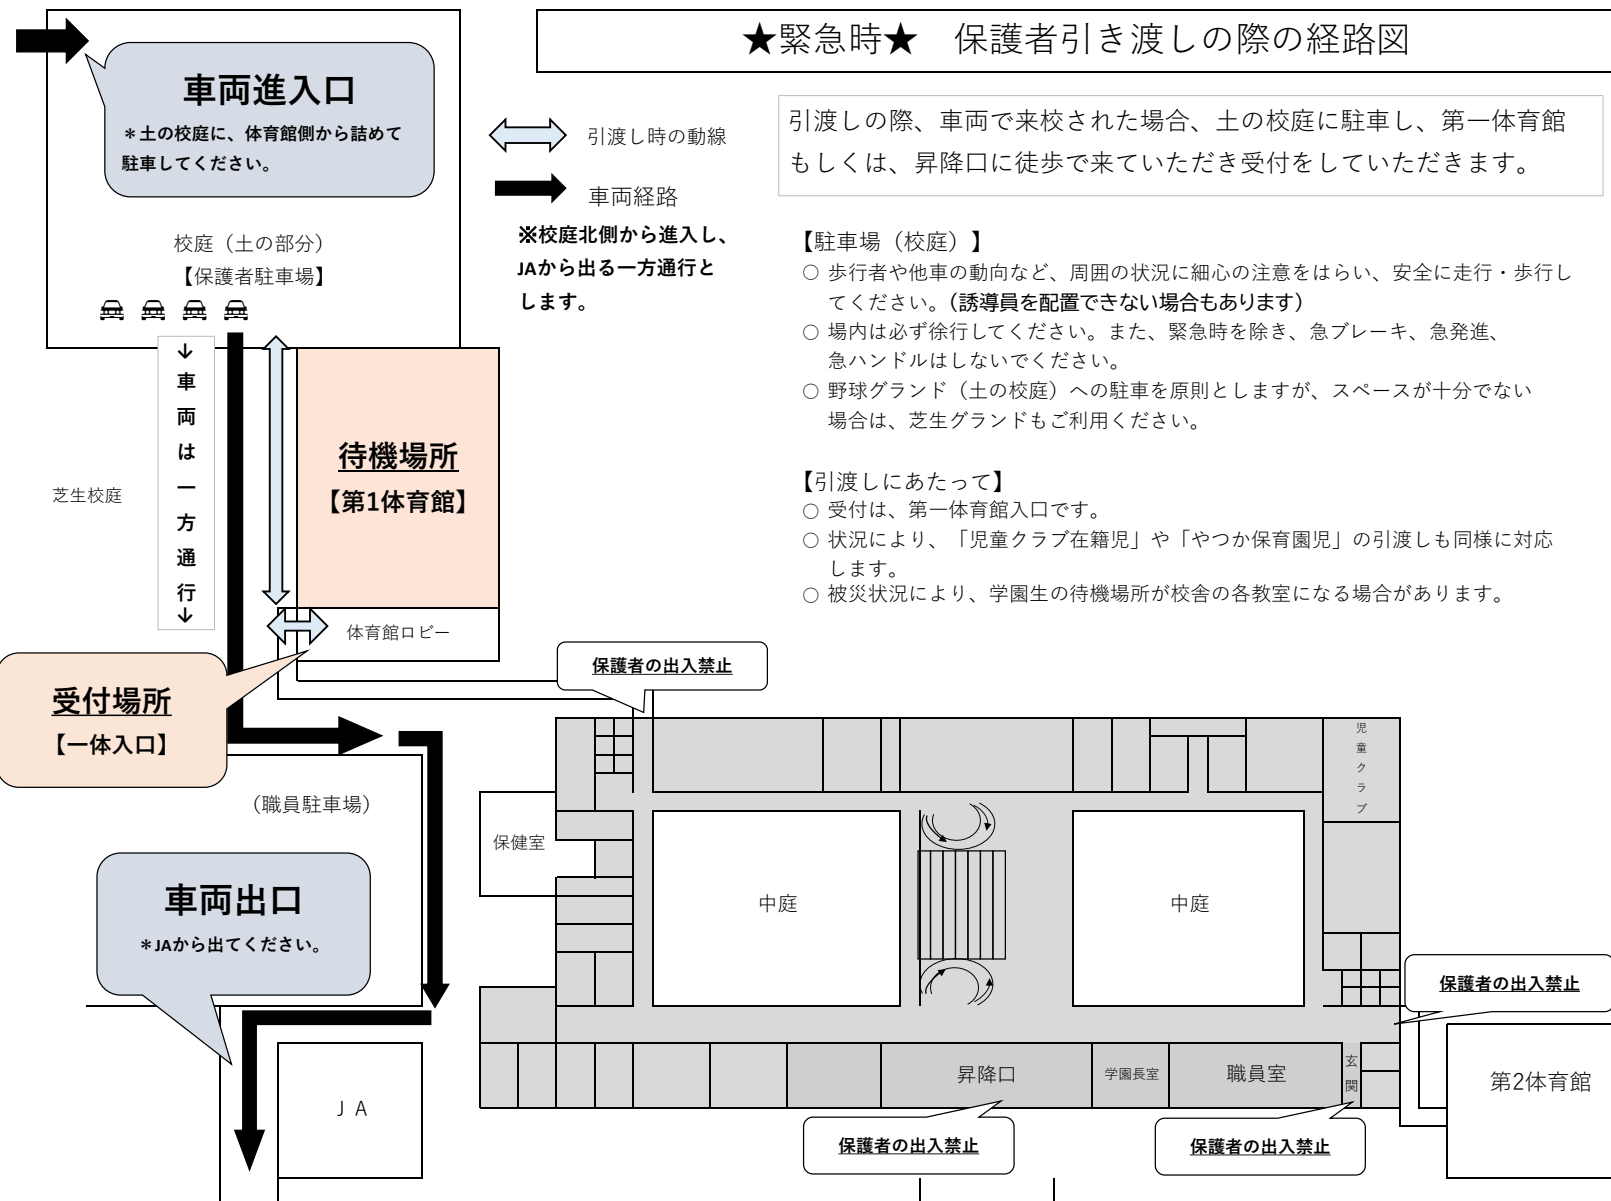 ★緊急時★　保護者引き渡しの際の経路図
車両進入口
＊土の校庭に、体育館側から詰めて
駐車してください。
引渡し時の動線
車両経路
※校庭北側から進入し、
JAから出る一方通行と
します。
引渡しの際、車両で来校された場合、土の校庭に駐車し、第一体育館
もしくは、昇降口に徒歩で来ていただき受付をしていただきます。
校庭（土の部分）
【保護者駐車場】
【駐車場（校庭）】
○ 歩行者や他車の動向など、周囲の状況に細心の注意をはらい、安全に走行・歩行し
てください。（誘導員を配置できない場合もあります）
○ 場内は必ず徐行してください。また、緊急時を除き、急ブレーキ、急発進、
急ハンドルはしないでください。
○ 野球グランド（土の校庭）への駐車を原則としますが、スペースが十分でない
場合は、芝生グランドもご利用ください。
【引渡しにあたって】
○ 受付は、第一体育館入口です。
○ 状況により、「児童クラブ在籍児」や「やつか保育園児」の引渡しも同様に対応
します。
○ 被災状況により、学園生の待機場所が校舎の各教室になる場合があります。
↓車両は一方通行↓
芝生校庭
待機場所
【第1体育館】
体育館ロビー
受付場所
【一体入口】
保護者の出入禁止
児童クラブ
（職員駐車場）
保健室
中庭
中庭
車両出口
＊JAから出てください。
保護者の出入禁止
昇降口
学園長室
職員室
玄関
第2体育館
ＪＡ
保護者の出入禁止
保護者の出入禁止